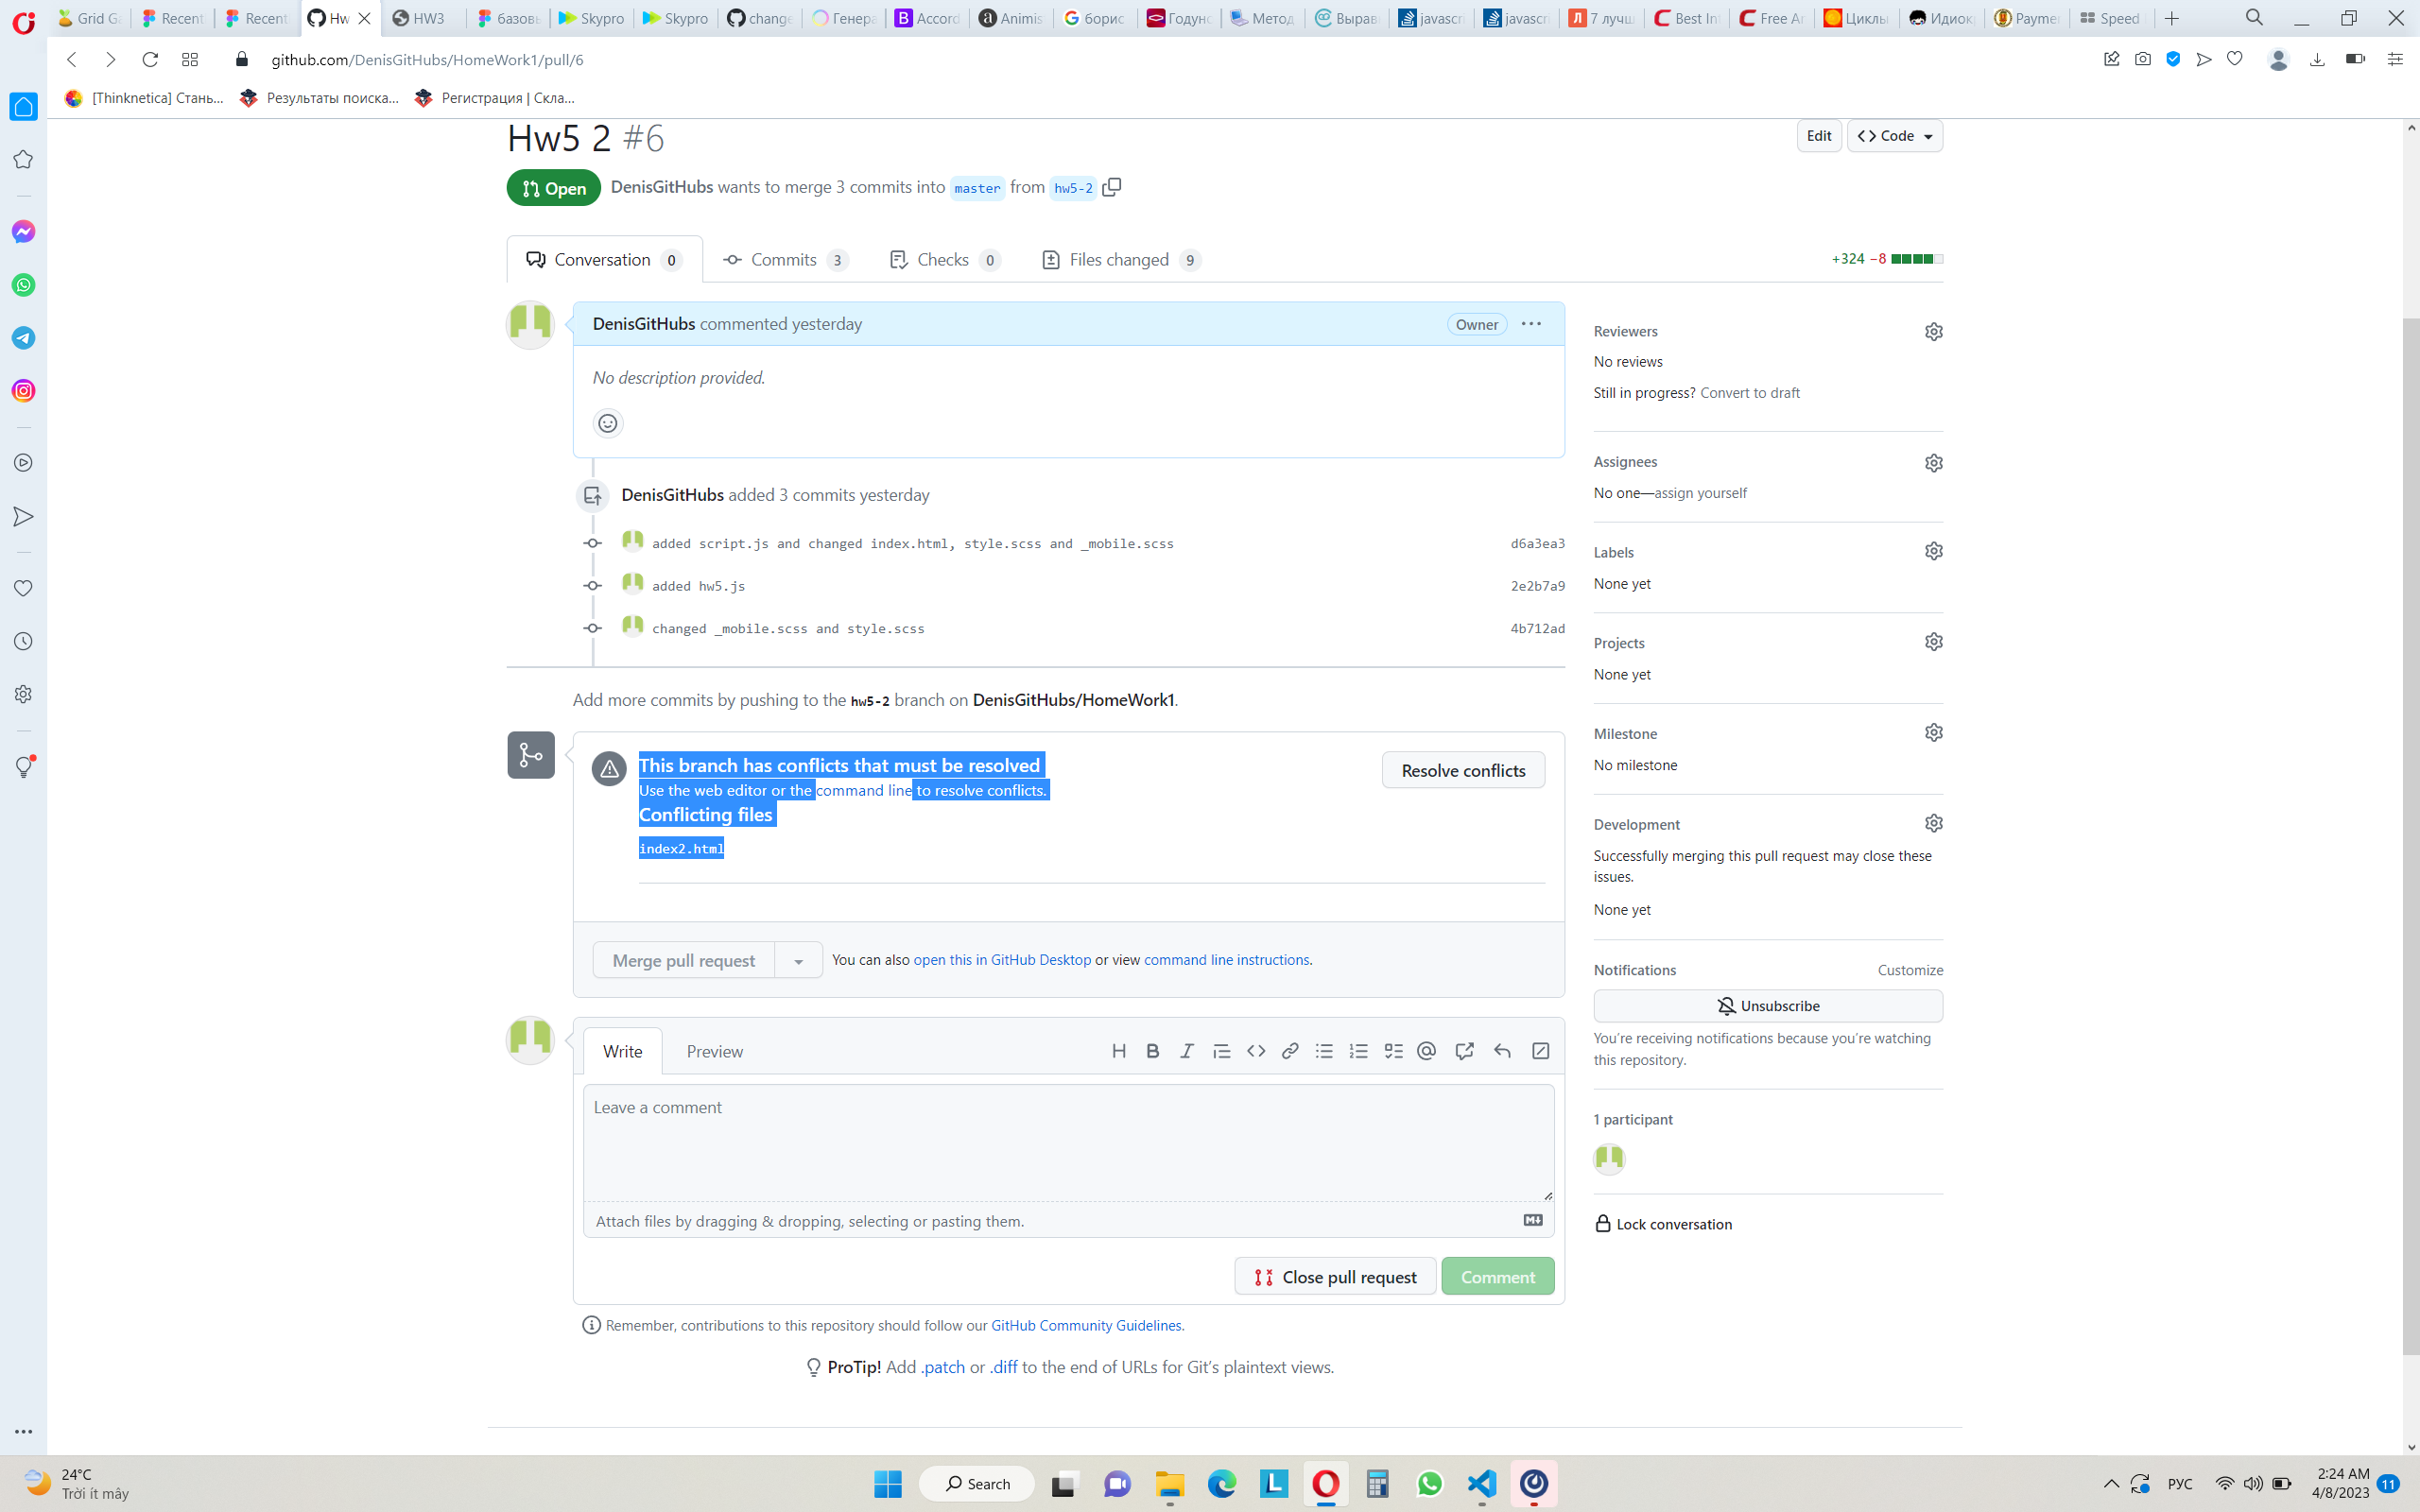 Grid Ga
Recent
Recent
Hw
HW3
базовы
Skypro
Skypro
change
Генера
Accord
Animis
борис
Годуно
Метод
Вырав
javascri
javascri
7 лучш
Best In
Free Ar
Циклы
Идиокр
Paymen
Speed
github.com/DenisGitHubs/HomeWork1/pull/6
[Thinknetica] Стань...
Результаты поиска...
Регистрация | Скла...
Hw5 2 #6
Edit
Code
Open
DenisGitHubs wants to merge 3 commits into master from hw5-2
Conversation 0
Commits 3
Checks 0
Files changed 9
+324 −8
DenisGitHubs commented yesterday
Owner
No description provided.
DenisGitHubs added 3 commits yesterday
added script.js and changed index.html, style.scss and _mobile.scss
d6a3ea3
added hw5.js
2e2b7a9
changed _mobile.scss and style.scss
4b712ad
Add more commits by pushing to the hw5-2 branch on DenisGitHubs/HomeWork1.
This branch has conflicts that must be resolved
Use the web editor or the command line to resolve conflicts.
Conflicting files
index2.html
Resolve conflicts
Merge pull request
You can also open this in GitHub Desktop or view command line instructions.
Write
Preview
Leave a comment
Attach files by dragging & dropping, selecting or pasting them.
Close pull request
Comment
Remember, contributions to this repository should follow our GitHub Community Guidelines.
ProTip! Add .patch or .diff to the end of URLs for Git's plaintext views.
Reviewers
No reviews
Still in progress? Convert to draft
Assignees
No one—assign yourself
Labels
None yet
Projects
None yet
Milestone
No milestone
Development
Successfully merging this pull request may close these
issues.
None yet
Notifications
Customize
Unsubscribe
You're receiving notifications because you're watching
this repository.
1 participant
Lock conversation
24°C
Trời ít mây
Search
РУС
2:24 AM
4/8/2023
11